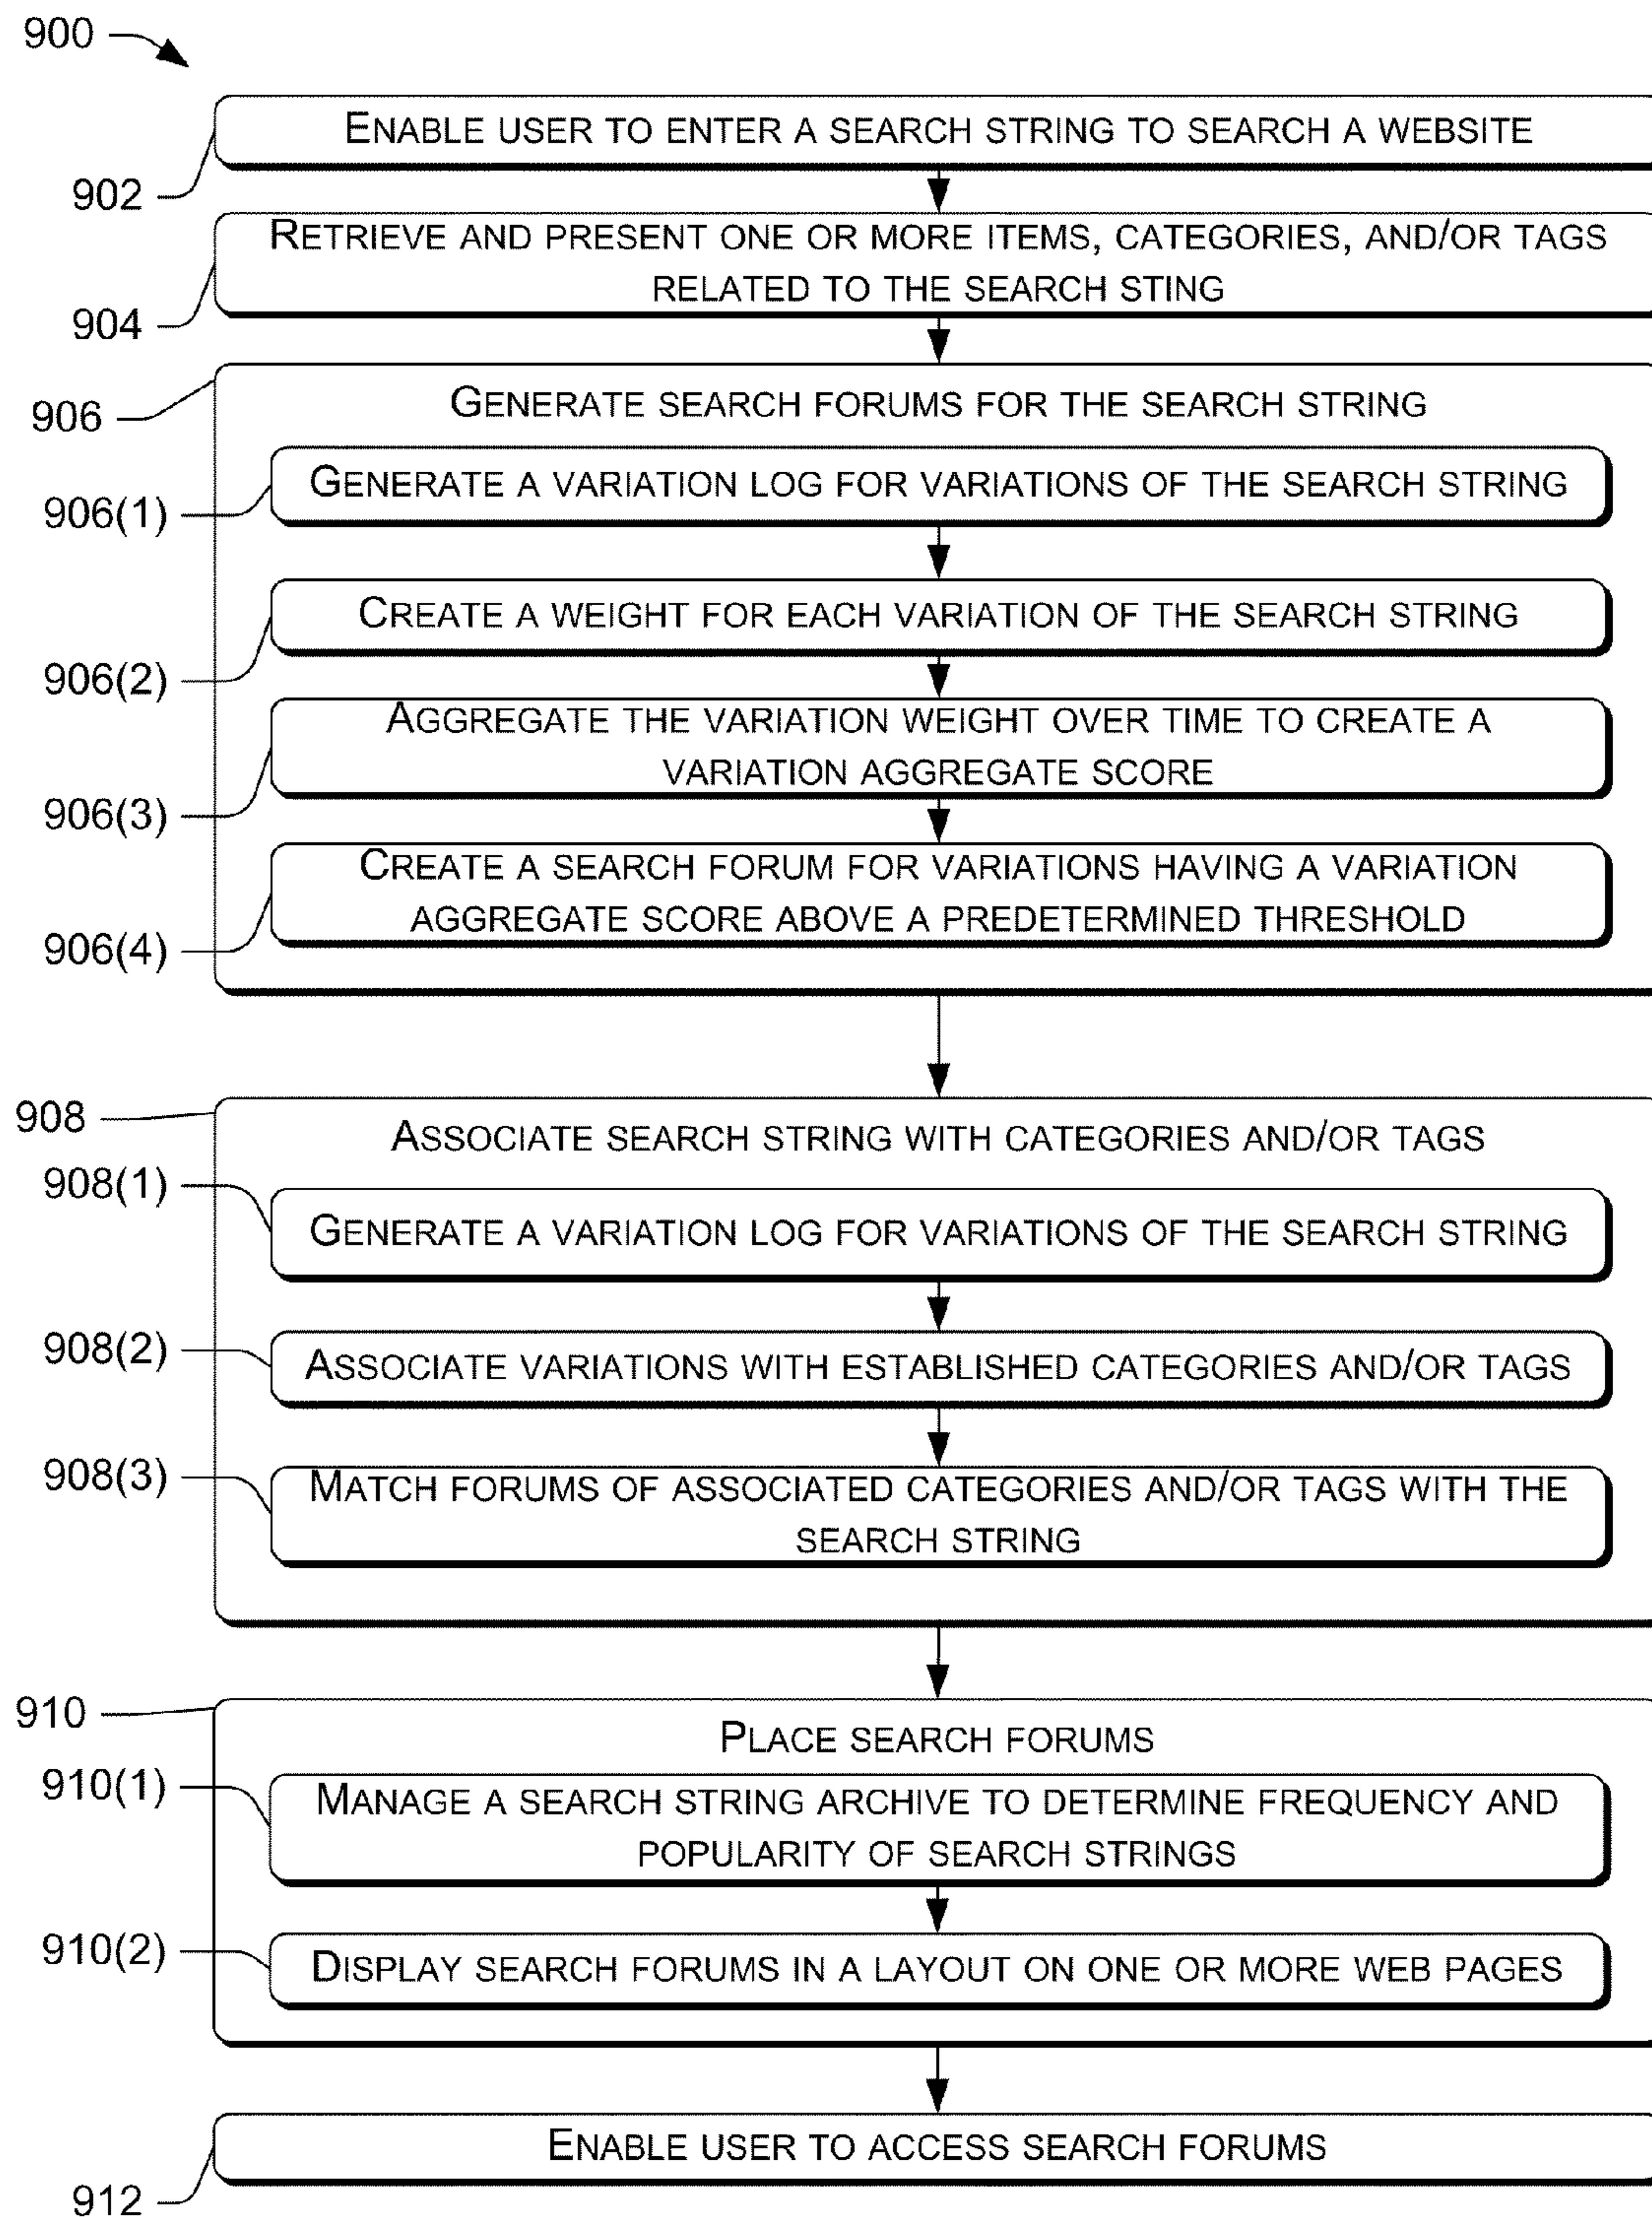 900
ENABLE USER TO ENTER A SEARCH STRING TO SEARCH A WEBSITE
902
RETRIEVE AND PRESENT ONE OR MORE ITEMS, CATEGORIES, AND/OR TAGS
RELATED TO THE SEARCH STING
904
906
GENERATE SEARCH FORUMS FOR THE SEARCH STRING
GENERATE A VARIATION LOG FOR VARIATIONS OF THE SEARCH STRING
906(1)
CREATE A WEIGHT FOR EACH VARIATION OF THE SEARCH STRING
906(2)
AGGREGATE THE VARIATION WEIGHT OVER TIME TO CREATE A
VARIATION AGGREGATE SCORE
906(3)
CREATE A SEARCH FORUM FOR VARIATIONS HAVING A VARIATION
AGGREGATE SCORE ABOVE A PREDETERMINED THRESHOLD
906(4)
908
ASSOCIATE SEARCH STRING WITH CATEGORIES AND/OR TAGS
908(1)
GENERATE A VARIATION LOG FOR VARIATIONS OF THE SEARCH STRING
908(2)
ASSOCIATE VARIATIONS WITH ESTABLISHED CATEGORIES AND/OR TAGS
908(3)
MATCH FORUMS OF ASSOCIATED CATEGORIES AND/OR TAGS WITH THE
SEARCH STRING
910
PLACE SEARCH FORUMS
910(1)
MANAGE A SEARCH STRING ARCHIVE TO DETERMINE FREQUENCY AND
POPULARITY OF SEARCH STRINGS
910(2)
DISPLAY SEARCH FORUMS IN A LAYOUT ON ONE OR MORE WEB PAGES
ENABLE USER TO ACCESS SEARCH FORUMS
912